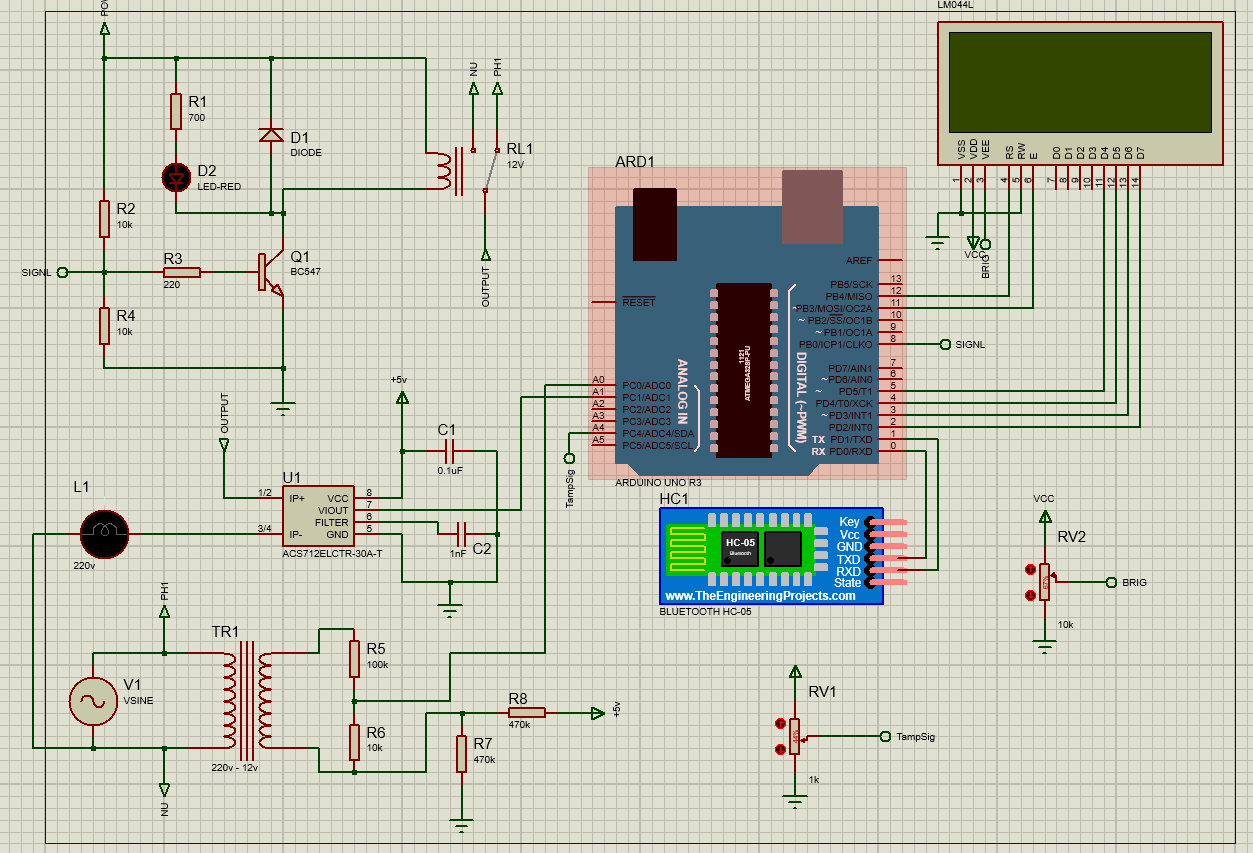 LM044L
R1
700
D1
DIODE
D2
LED-RED
NU
PH1
RL1
12V
R2
10k
SIGNL
R3
220
Q1
BC547
R4
10k
OUTPUT
VSS
VDD
VEE
RS
RW
E
D0
D1
D2
D3
D4
D5
D6
D7
1
2
3
4
5
6
7
8
9
10
11
12
13
14
VCC
BRIG
ARD1
RESET
AREF
PB5/SCK
13
PB4/MISO
12
~PB3/MOSI/OC2A
11
~PB2/SS/OC1B
10
~PB1/OC1A
9
PB0/ICP1/CLKO
8
SIGNL
PD7/AIN1
7
~PD6/AIN0
6
~PD5/T1
5
PD4/T0/XCK
4
~PD3/INT1
3
PD2/INT0
2
TX PD1/TXD
1
RX PD0/RXD
0
A0 PC0/ADC0
A1 PC1/ADC1
A2 PC2/ADC2
A3 PC3/ADC3
A4 PC4/ADC4/SDA
A5 PC5/ADC5/SCL
ANALOG IN
1121
ATMEGA328P-PU
DIGITAL (~PWM)
ARDUINO UNO R3
TampSig
+5v
C1
0.1uF
OUTPUT
U1
1/2
IP+
3/4
IP-
VCC
8
VIOUT
7
FILTER
6
GND
5
ACS712ELCTR-30A-T
1nF
C2
L1
220v
HC1
HC-05
Bluetooth
Key
Vcc
GND
TXD
RXD
State
www.TheEngineeringProjects.com
BLUETOOTH HC-05
VCC
RV2
67%
BRIG
10k
PH1
TR1
220v - 12v
V1
VSINE
NU
R5
100k
R6
10k
R8
470k
+5v
R7
470k
RV1
TampSig
1k